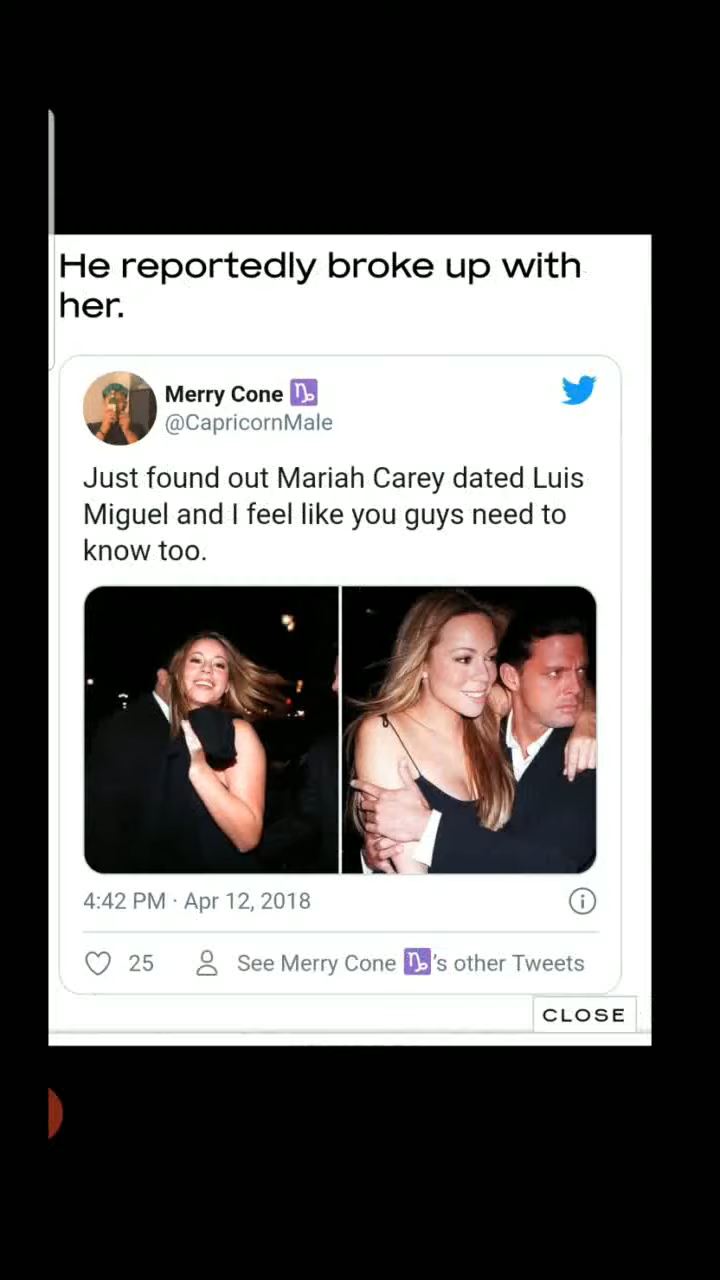 He reportedly broke up with
her.
Merry Cone ♑
@CapricornMale
Just found out Mariah Carey dated Luis
Miguel and I feel like you guys need to
know too.
4:42 PM · Apr 12, 2018
25
See Merry Cone ♑'s other Tweets
CLOSE